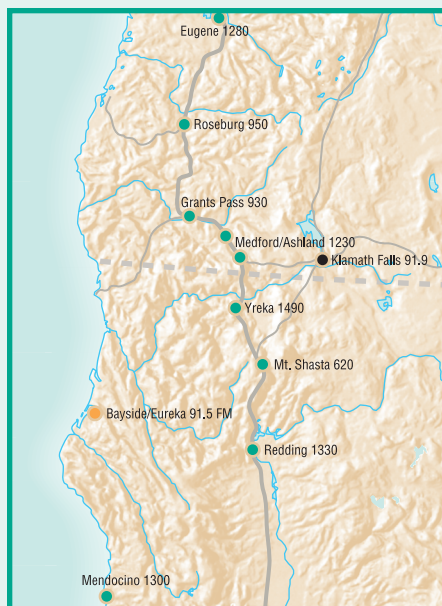 Eugene 1280
Roseburg 950
Grants Pass 930
Medford/Ashland 1230
Klamath Falls 91.9
Yreka 1490
Mt. Shasta 620
Bayside/Eureka 91.5 FM
Redding 1330
Mendocino 1300